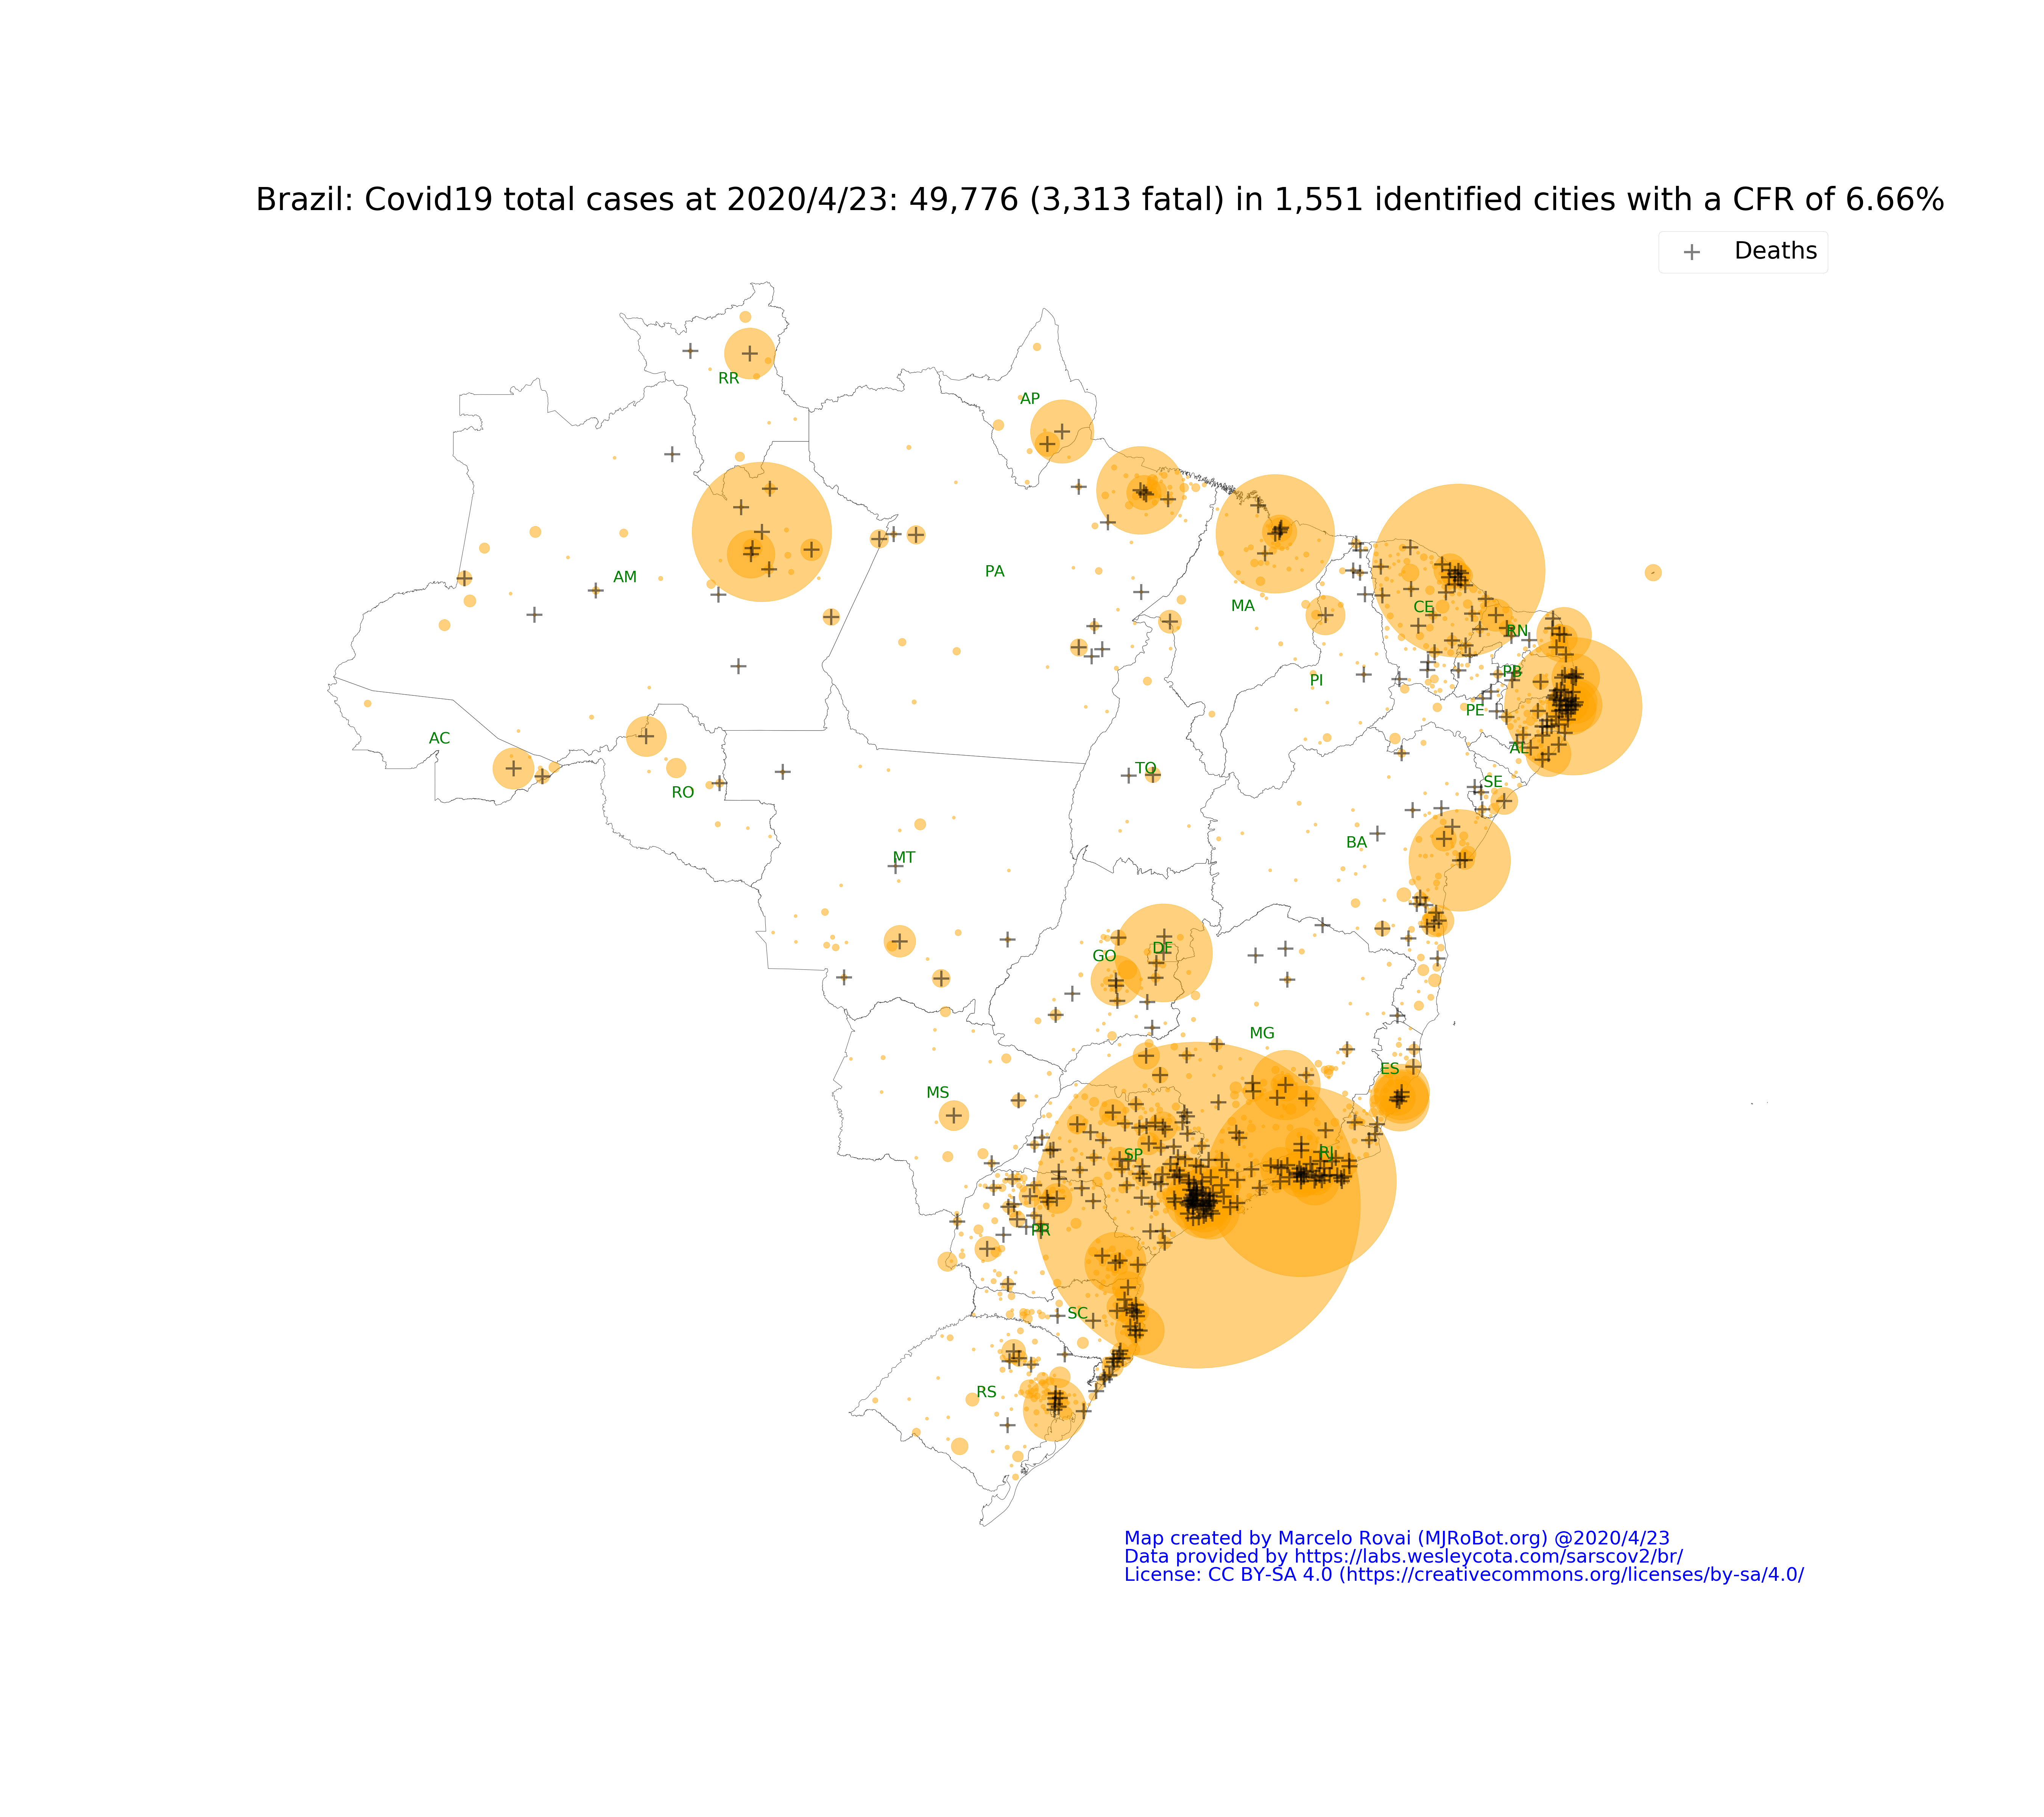 Brazil: Covid19 total cases at 2020/4/23: 49,776 (3,313 fatal) in 1,551 identified cities with a CFR of 6.66%
Deaths
RR
AP
AM
PA
MA
CE
RN
PI
PB
PE
AC
AL
TO
SE
RO
BA
MT
GO
DF
MG
ES
MS
SP
RJ
PR
SC
RS
Map created by Marcelo Rovai (MJRoBot.org) @2020/4/23
Data provided by https://labs.wesleycota.com/sarscov2/br/
License: CC BY-SA 4.0 (https://creativecommons.org/licenses/by-sa/4.0/